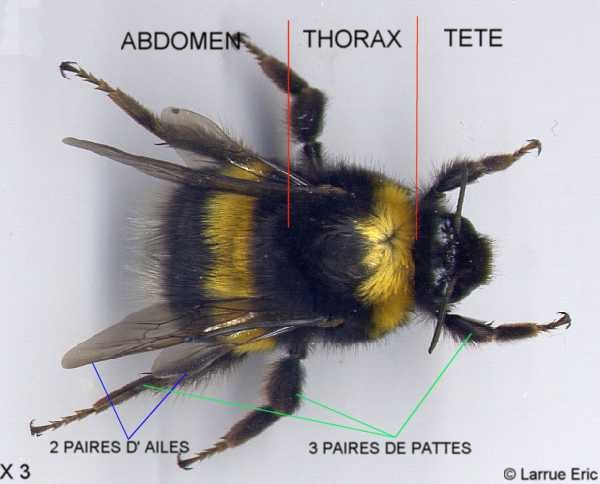 ABDOMEN THORAX TETE
2 PAIRES D' AILES 3 PAIRES DE PATTES
X 3 © Larrue Eric